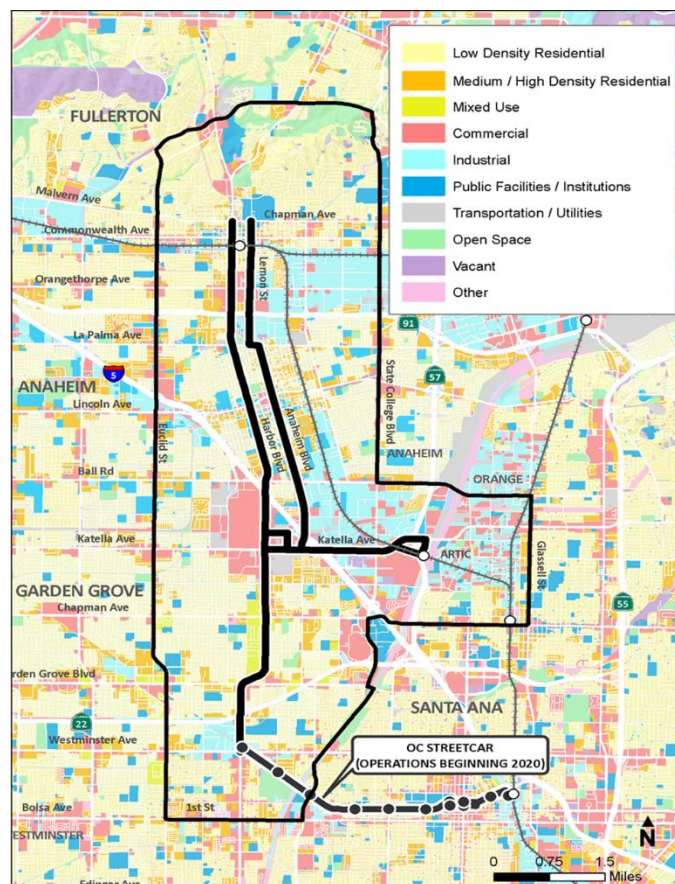 Low Density Residential
Medium / High Density Residential
Mixed Use
Commercial
Industrial
Public Facilities / Institutions
Transportation / Utilities
Open Space
Vacant
Other
FULLERTON
Malvern Ave
Chapman Ave
Commonwealth Ave
Lemon St
Orangethorpe Ave
La Palma Ave
91
State College Blvd
57
ANAHEIM
5
Lincoln Ave
Euclid St
Harbor Blvd
Anaheim Blvd
ANAHEIM
Ball Rd
ORANGE
Katella Ave
Katella Ave
ARTIC
Glassell St
GARDEN GROVE
Chapman Ave
55
rden Grove Blvd
SANTA ANA
22
Westminster Ave
OC STREETCAR
(OPERATIONS BEGINNING 2020)
Bolsa Ave
1st St
ESTMINSTER
Edinger Ave
N
0 0.75 1.5
Miles